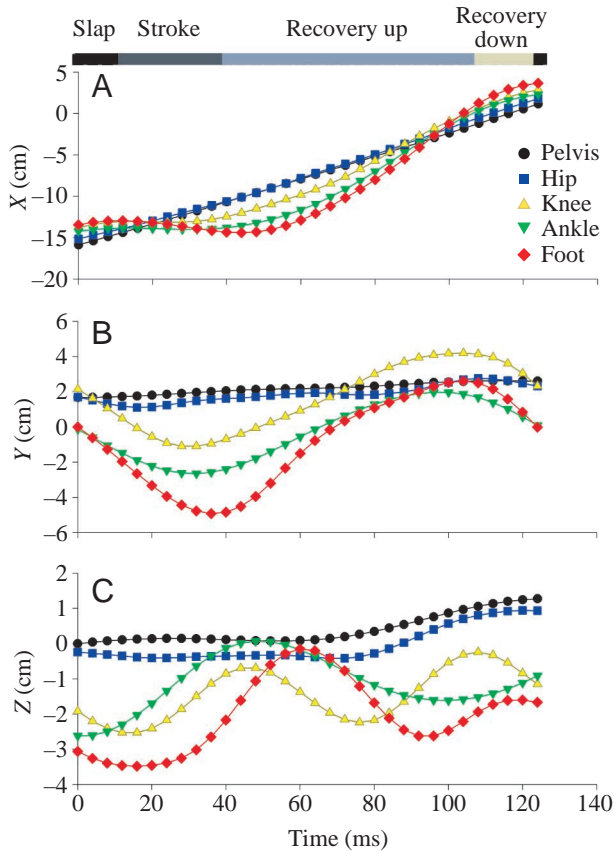 Slap Stroke Recovery up Recovery down
A
5
0
–5
–10
–15
–20
X (cm)
Pelvis
Hip
Knee
Ankle
Foot
B
6
4
2
0
–2
–4
–6
Y (cm)
C
2
1
0
–1
–2
–3
–4
Z (cm)
0 20 40 60 80 100 120 140
Time (ms)